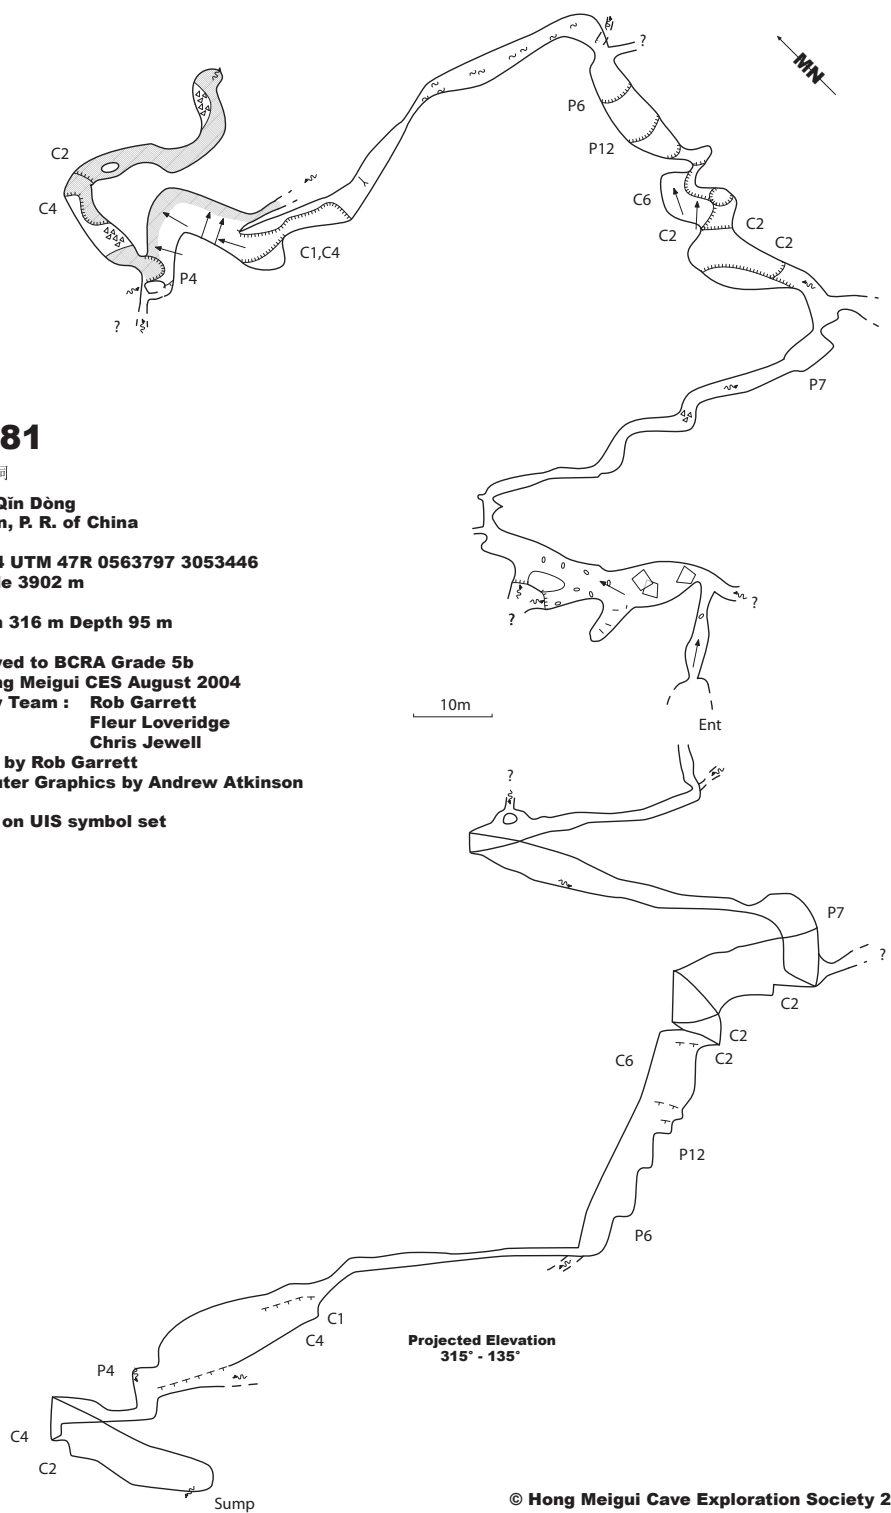 MN
?
P6
P12
C2
C4
C6
C2
C2
C2
C1,C4
P4
?
P7
81
洞
Qǐn Dòng
n, P. R. of China
4 UTM 47R 0563797 3053446
le 3902 m
n 316 m Depth 95 m
yed to BCRA Grade 5b
ng Meigui CES August 2004
y Team : Rob Garrett
Fleur Loveridge
Chris Jewell
by Rob Garrett
uter Graphics by Andrew Atkinson
on UIS symbol set
?
?
10m
Ent
?
P7
?
C2
C2
C2
C6
P12
P6
C1
C4
Projected Elevation
315° - 135°
P4
C4
C2
Sump
© Hong Meigui Cave Exploration Society 2